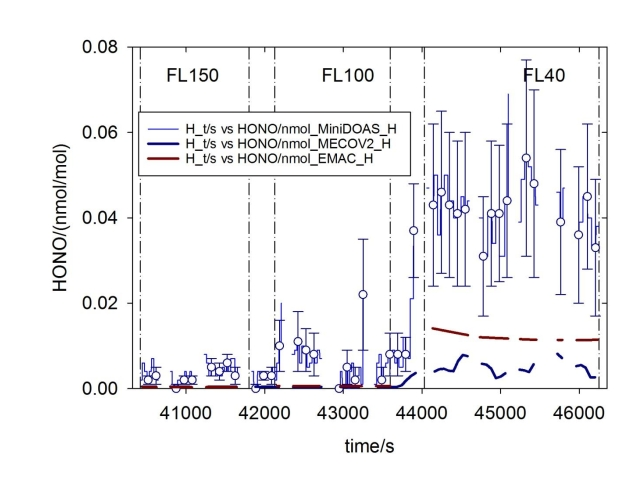 0.08
FL150 FL100 FL40
H_t/s vs HONO/nmol_MiniDOAS_H
H_t/s vs HONO/nmol_MECOV2_H
H_t/s vs HONO/nmol_EMAC_H
0.06
0.04
0.02
0.00
HONO/(nmol/mol)
41000 42000 43000 44000 45000 46000
time/s